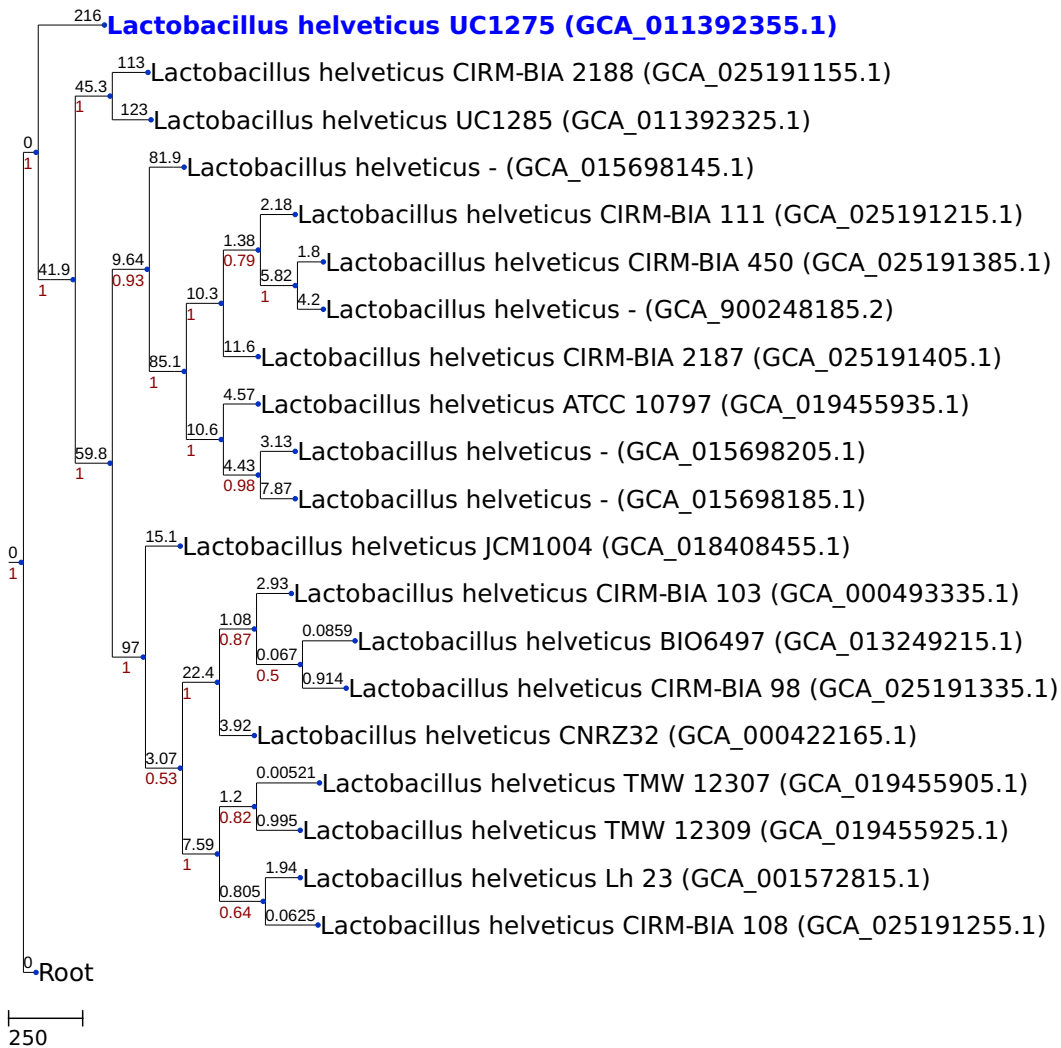 216
Lactobacillus helveticus UC1275 (GCA_011392355.1)
113
Lactobacillus helveticus CIRM-BIA 2188 (GCA_025191155.1)
45.3
1
123
Lactobacillus helveticus UC1285 (GCA_011392325.1)
0
1
81.9
Lactobacillus helveticus - (GCA_015698145.1)
2.18
Lactobacillus helveticus CIRM-BIA 111 (GCA_025191215.1)
1.38
0.79
1.8
Lactobacillus helveticus CIRM-BIA 450 (GCA_025191385.1)
41.9
1
9.64
0.93
5.82
1
4.2
Lactobacillus helveticus - (GCA_900248185.2)
10.3
1
11.6
Lactobacillus helveticus CIRM-BIA 2187 (GCA_025191405.1)
85.1
1
4.57
Lactobacillus helveticus ATCC 10797 (GCA_019455935.1)
10.6
1
3.13
Lactobacillus helveticus - (GCA_015698205.1)
59.8
1
4.43
0.98
7.87
Lactobacillus helveticus - (GCA_015698185.1)
0
1
15.1
Lactobacillus helveticus JCM1004 (GCA_018408455.1)
2.93
Lactobacillus helveticus CIRM-BIA 103 (GCA_000493335.1)
1.08
0.87
0.0859
Lactobacillus helveticus BIO6497 (GCA_013249215.1)
97
1
0.067
0.5
0.914
Lactobacillus helveticus CIRM-BIA 98 (GCA_025191335.1)
22.4
1
3.92
Lactobacillus helveticus CNRZ32 (GCA_000422165.1)
3.07
0.53
0.00521
Lactobacillus helveticus TMW 12307 (GCA_019455905.1)
1.2
0.82
0.995
Lactobacillus helveticus TMW 12309 (GCA_019455925.1)
7.59
1
1.94
Lactobacillus helveticus Lh 23 (GCA_001572815.1)
0.805
0.64
0.0625
Lactobacillus helveticus CIRM-BIA 108 (GCA_025191255.1)
0
Root
250